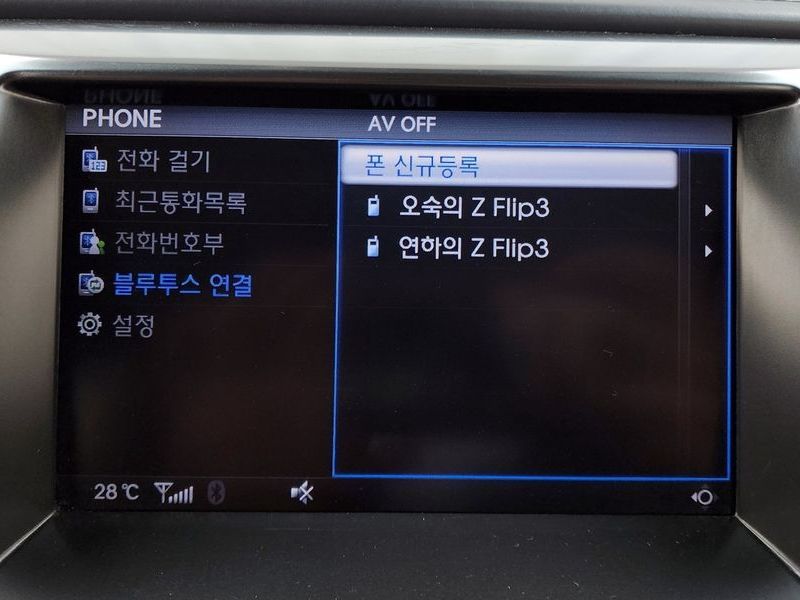 PHONE
AV OFF
전화 걸기
최근통화목록
전화번호부
블루투스 연결
설정
폰 신규등록
오숙의 Z Flip3
연하의 Z Flip3
28℃